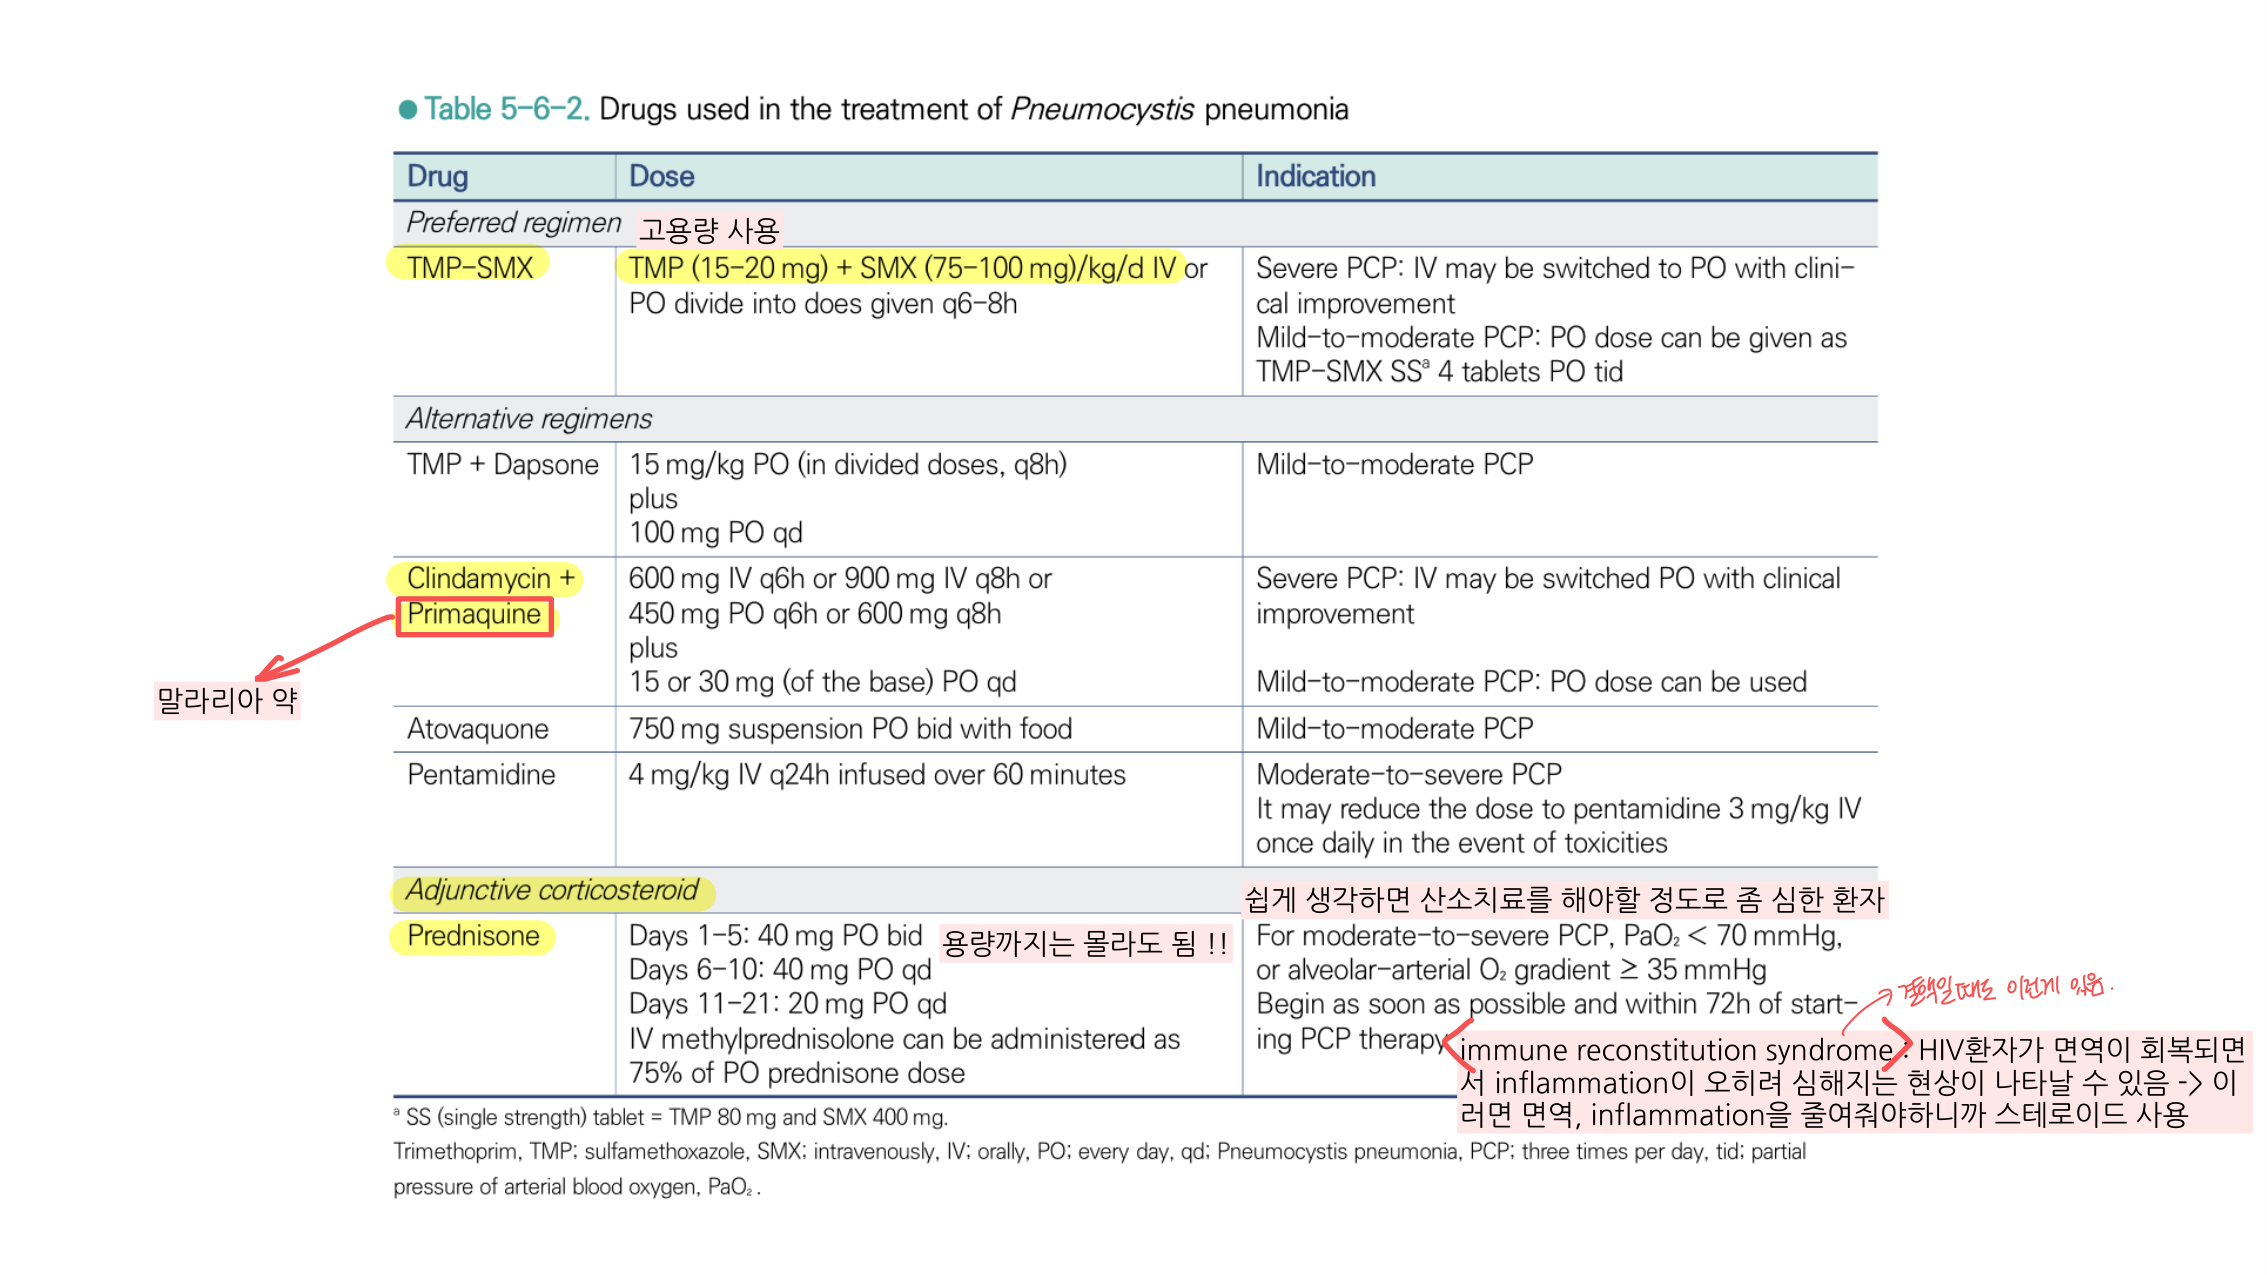 ● Table 5-6-2. Drugs used in the treatment of Pneumocystis pneumonia
Drug Dose Indication
Preferred regimen 고용량 사용
TMP-SMX
TMP (15-20 mg) + SMX (75-100 mg)/kg/d IV or
PO divide into does given q6-8h
Severe PCP: IV may be switched to PO with clini-
cal improvement
Mild-to-moderate PCP: PO dose can be given as
TMP-SMX SSᵃ 4 tablets PO tid
Alternative regimens
TMP + Dapsone
15 mg/kg PO (in divided doses, q8h)
plus
100 mg PO qd
Mild-to-moderate PCP
Clindamycin +
Primaquine
말라리아 약
600 mg IV q6h or 900 mg IV q8h or
450 mg PO q6h or 600 mg q8h
plus
15 or 30 mg (of the base) PO qd
Severe PCP: IV may be switched PO with clinical
improvement
Mild-to-moderate PCP: PO dose can be used
Atovaquone
750 mg suspension PO bid with food
Mild-to-moderate PCP
Pentamidine
4 mg/kg IV q24h infused over 60 minutes
Moderate-to-severe PCP
It may reduce the dose to pentamidine 3 mg/kg IV
once daily in the event of toxicities
Adjunctive corticosteroid
쉽게 생각하면 산소치료를 해야할 정도로 좀 심한 환자
Prednisone
Days 1-5: 40 mg PO bid
용량까지는 몰라도 됨 !!
Days 6-10: 40 mg PO qd
Days 11-21: 20 mg PO qd
IV methylprednisolone can be administered as
75% of PO prednisone dose
For moderate-to-severe PCP, PaO₂ < 70 mmHg,
or alveolar-arterial O₂ gradient ≥ 35 mmHg
Begin as soon as possible and within 72h of start-
ing PCP therapy
결핵일때도 이런게 있음.
immune reconstitution syndrome : HIV환자가 면역이 회복되면
서 inflammation이 오히려 심해지는 현상이 나타날 수 있음 -> 이
러면 면역, inflammation을 줄여줘야하니까 스테로이드 사용
ᵃ SS (single strength) tablet = TMP 80 mg and SMX 400 mg.
Trimethoprim, TMP; sulfamethoxazole, SMX; intravenously, IV; orally, PO; every day, qd; Pneumocystis pneumonia, PCP; three times per day, tid; partial
pressure of arterial blood oxygen, PaO₂ .